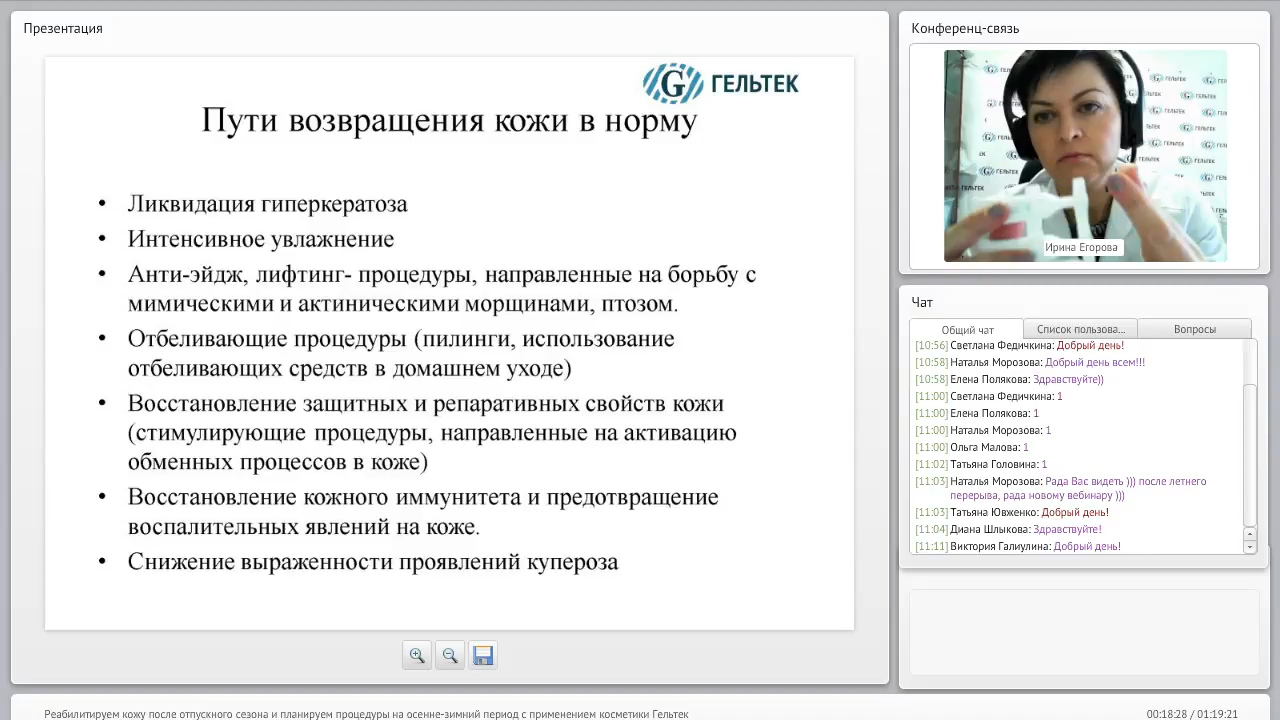 Презентация
ГЕЛЬТЕК
Пути возвращения кожи в норму
• Ликвидация гиперкератоза
• Интенсивное увлажнение
• Анти-эйдж, лифтинг- процедуры, направленные на борьбу с
мимическими и актиническими морщинами, птозом.
• Отбеливающие процедуры (пилинги, использование
отбеливающих средств в домашнем уходе)
• Восстановление защитных и репаративных свойств кожи
(стимулирующие процедуры, направленные на активацию
обменных процессов в коже)
• Восстановление кожного иммунитета и предотвращение
воспалительных явлений на коже.
• Снижение выраженности проявлений купероза
Конференц-связь
ГЕЛЬТЕК
Ирина Егорова
Чат
Общий чат
Список пользова...
Вопросы
[10:56] Светлана Федичкина: Добрый день!
[10:58] Наталья Морозова: Добрый день всем!!!
[10:58] Елена Полякова: Здравствуйте))
[11:00] Светлана Федичкина: 1
[11:00] Елена Полякова: 1
[11:00] Наталья Морозова: 1
[11:00] Ольга Малова: 1
[11:02] Татьяна Головина: 1
[11:03] Наталья Морозова: Рада Вас видеть ))) после летнего
перерыва, рада новому вебинару )))
[11:03] Татьяна Ювженко: Добрый день!
[11:04] Диана Шлыкова: Здравствуйте!
[11:11] Виктория Галиулина: Добрый день!
Реабилитируем кожу после отпускного сезона и планируем процедуры на осенне-зимний период с применением косметики Гельтек
00:18:28 / 01:19:21